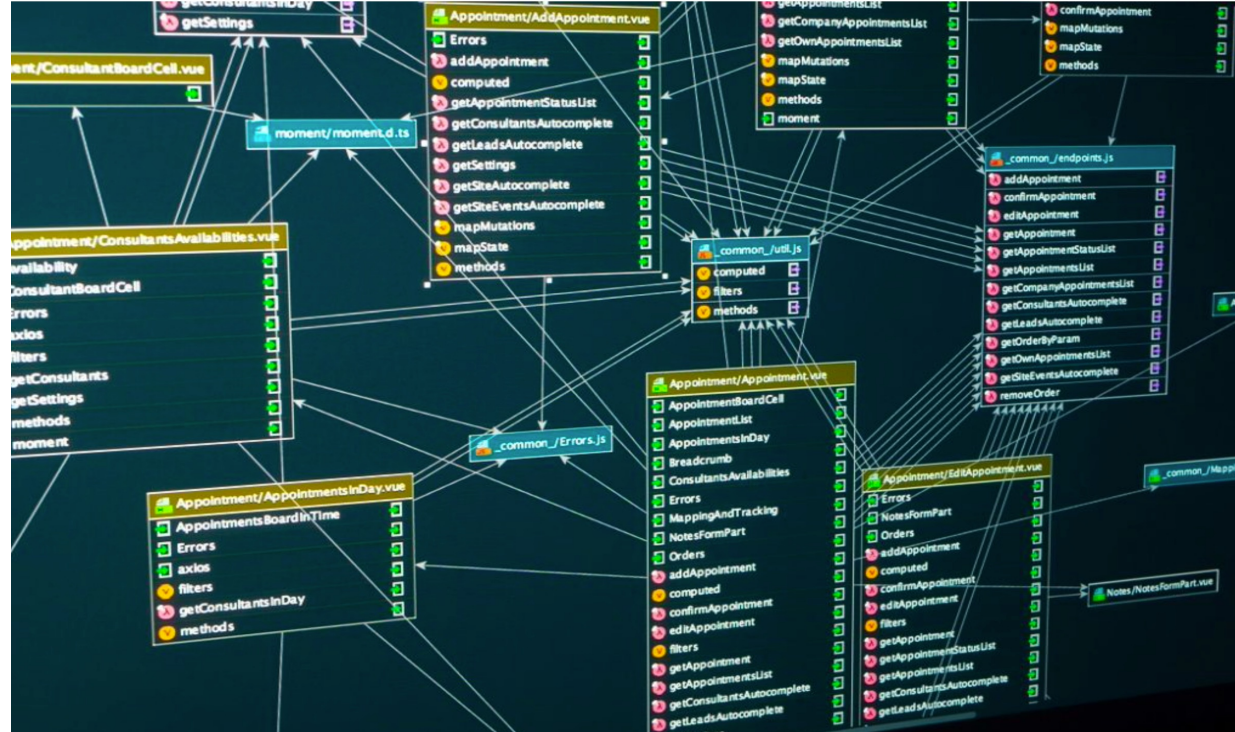 getConsultantsInDay
getSettings
ent/ConsultantBoardCell.vue
moment/moment.d.ts
Appointment/AddAppointment.vue
Errors
addAppointment
computed
getAppointmentStatusList
getConsultantsAutocomplete
getLeadsAutocomplete
getSettings
getSiteAutocomplete
getSiteEventsAutocomplete
mapMutations
mapState
methods
getAppointmentsList
getCompanyAppointmentsList
getOwnAppointmentsList
mapMutations
mapState
methods
moment
confirmAppointment
mapMutations
mapState
methods
_common_/endpoints.js
addAppointment
confirmAppointment
editAppointment
getAppointment
getAppointmentStatusList
getAppointmentsList
getCompanyAppointmentsList
getConsultantsAutocomplete
getLeadsAutocomplete
getOrderByParam
getOwnAppointmentsList
getSiteEventsAutocomplete
removeOrder
_common_/util.js
computed
filters
methods
Appointment/ConsultantsAvailabilities.vue
availability
ConsultantBoardCell
Errors
axios
filters
getConsultants
getSettings
methods
moment
_common_/Errors.js
Appointment/AppointmentsInDay.vue
AppointmentsBoardInTime
Errors
axios
filters
getConsultantsInDay
methods
Appointment/Appointment.vue
AppointmentBoardCell
AppointmentList
AppointmentsInDay
Breadcrumb
ConsultantsAvailabilities
Errors
MappingAndTracking
NotesFormPart
Orders
addAppointment
computed
confirmAppointment
editAppointment
filters
getAppointment
getAppointmentsList
getConsultantsAutocomplete
getLeadsAutocomplete
Appointment/EditAppointment.vue
Errors
NotesFormPart
Orders
addAppointment
computed
confirmAppointment
editAppointment
filters
getAppointment
getAppointmentStatusList
getAppointmentsList
getConsultantsAutocomplete
getLeadsAutocomplete
_common_/Mappi
Notes/NotesFormPart.vue